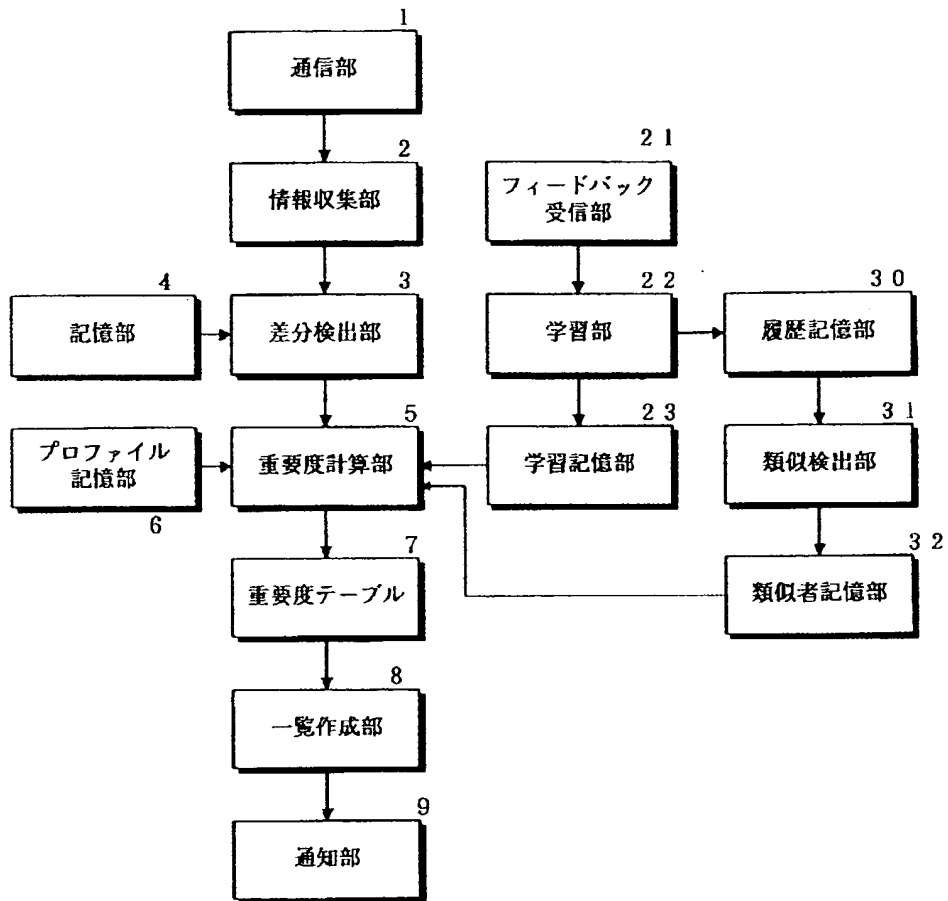 1
通信部
2
情報収集部
21
フィードバック
受信部
4
記憶部
3
差分検出部
22
学習部
30
履歴記憶部
プロファイル
記憶部
6
5
重要度計算部
23
学習記憶部
31
類似検出部
7
重要度テーブル
32
類似者記憶部
8
一覧作成部
9
通知部